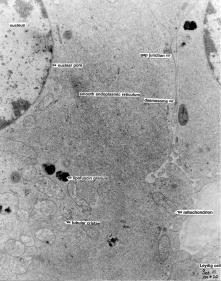 nucleus
gap junction
nuclear pore
smooth endoplasmic reticulum
desmosome
lipofuscin granule
mitochondrion
tubular cristae
Leydig cell